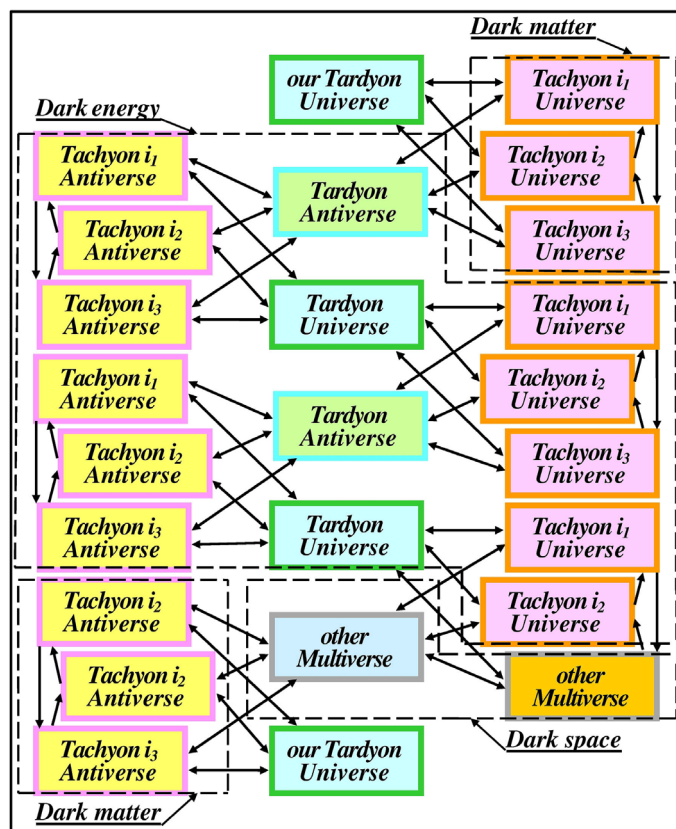 Dark matter
our Tardyon
Universe
Tachyon i1
Universe
Dark energy
Tachyon i1
Antiverse
Tardyon
Antiverse
Tachyon i2
Universe
Tachyon i2
Antiverse
Tachyon i3
Universe
Tachyon i3
Antiverse
Tardyon
Universe
Tachyon i1
Universe
Tachyon i1
Antiverse
Tardyon
Antiverse
Tachyon i2
Universe
Tachyon i2
Antiverse
Tachyon i3
Universe
Tachyon i3
Antiverse
Tardyon
Universe
Tachyon i1
Universe
Tachyon i2
Antiverse
other
Multiverse
Tachyon i2
Universe
Tachyon i2
Antiverse
other
Multiverse
Tachyon i3
Antiverse
our Tardyon
Universe
Dark space
Dark matter